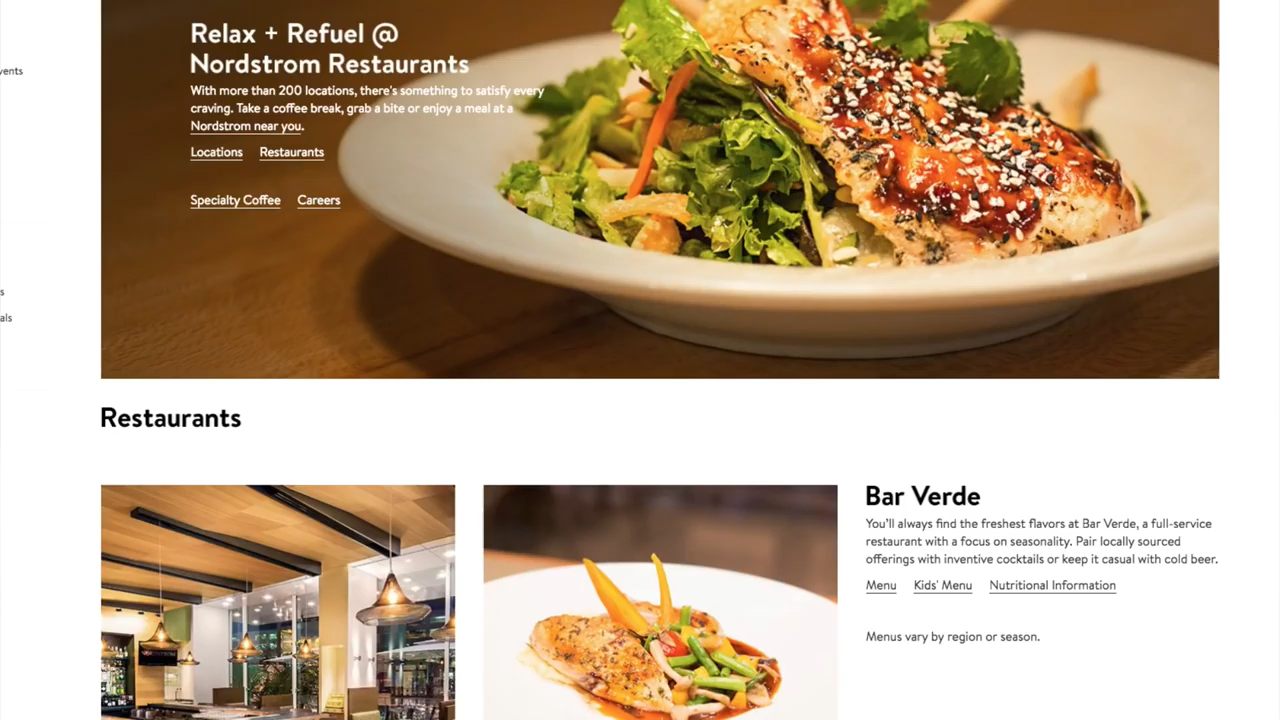 Relax + Refuel @
Nordstrom Restaurants
With more than 200 locations, there's something to satisfy every
craving. Take a coffee break, grab a bite or enjoy a meal at a
Nordstrom near you.
Locations Restaurants
Specialty Coffee Careers
Restaurants
Bar Verde
You'll always find the freshest flavors at Bar Verde, a full-service
restaurant with a focus on seasonality. Pair locally sourced
offerings with inventive cocktails or keep it casual with cold beer.
Menu Kids' Menu Nutritional Information
Menus vary by region or season.